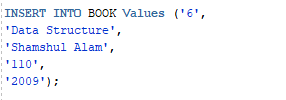 INSERT INTO BOOK Values ('6',
'Data Structure',
'Shamshul Alam',
'110',
'2009');